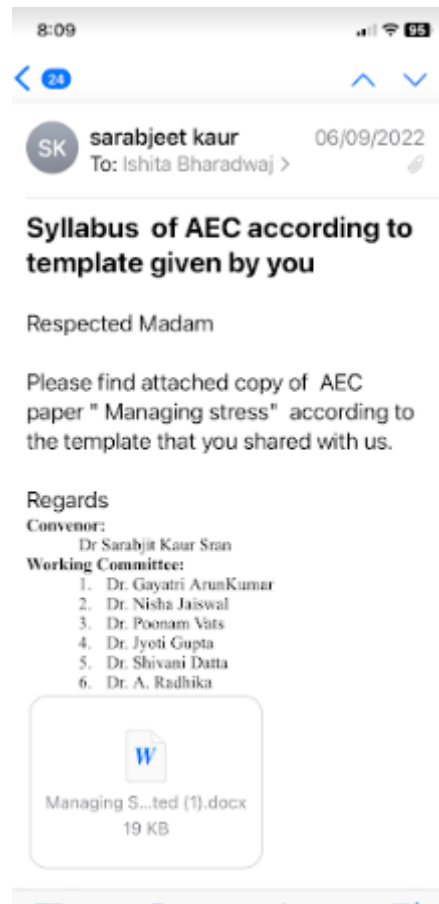 8:09
95
24
SK
sarabjeet kaur
06/09/2022
To: Ishita Bharadwaj >
Syllabus of AEC according to
template given by you
Respected Madam
Please find attached copy of AEC
paper " Managing stress" according to
the template that you shared with us.
Regards
Convenor:
Dr Sarabjit Kaur Sran
Working Committee:
1. Dr. Gayatri ArunKumar
2. Dr. Nisha Jaiswal
3. Dr. Poonam Vats
4. Dr. Jyoti Gupta
5. Dr. Shivani Datta
6. Dr. A. Radhika
W
Managing S...ted (1).docx
19 KB